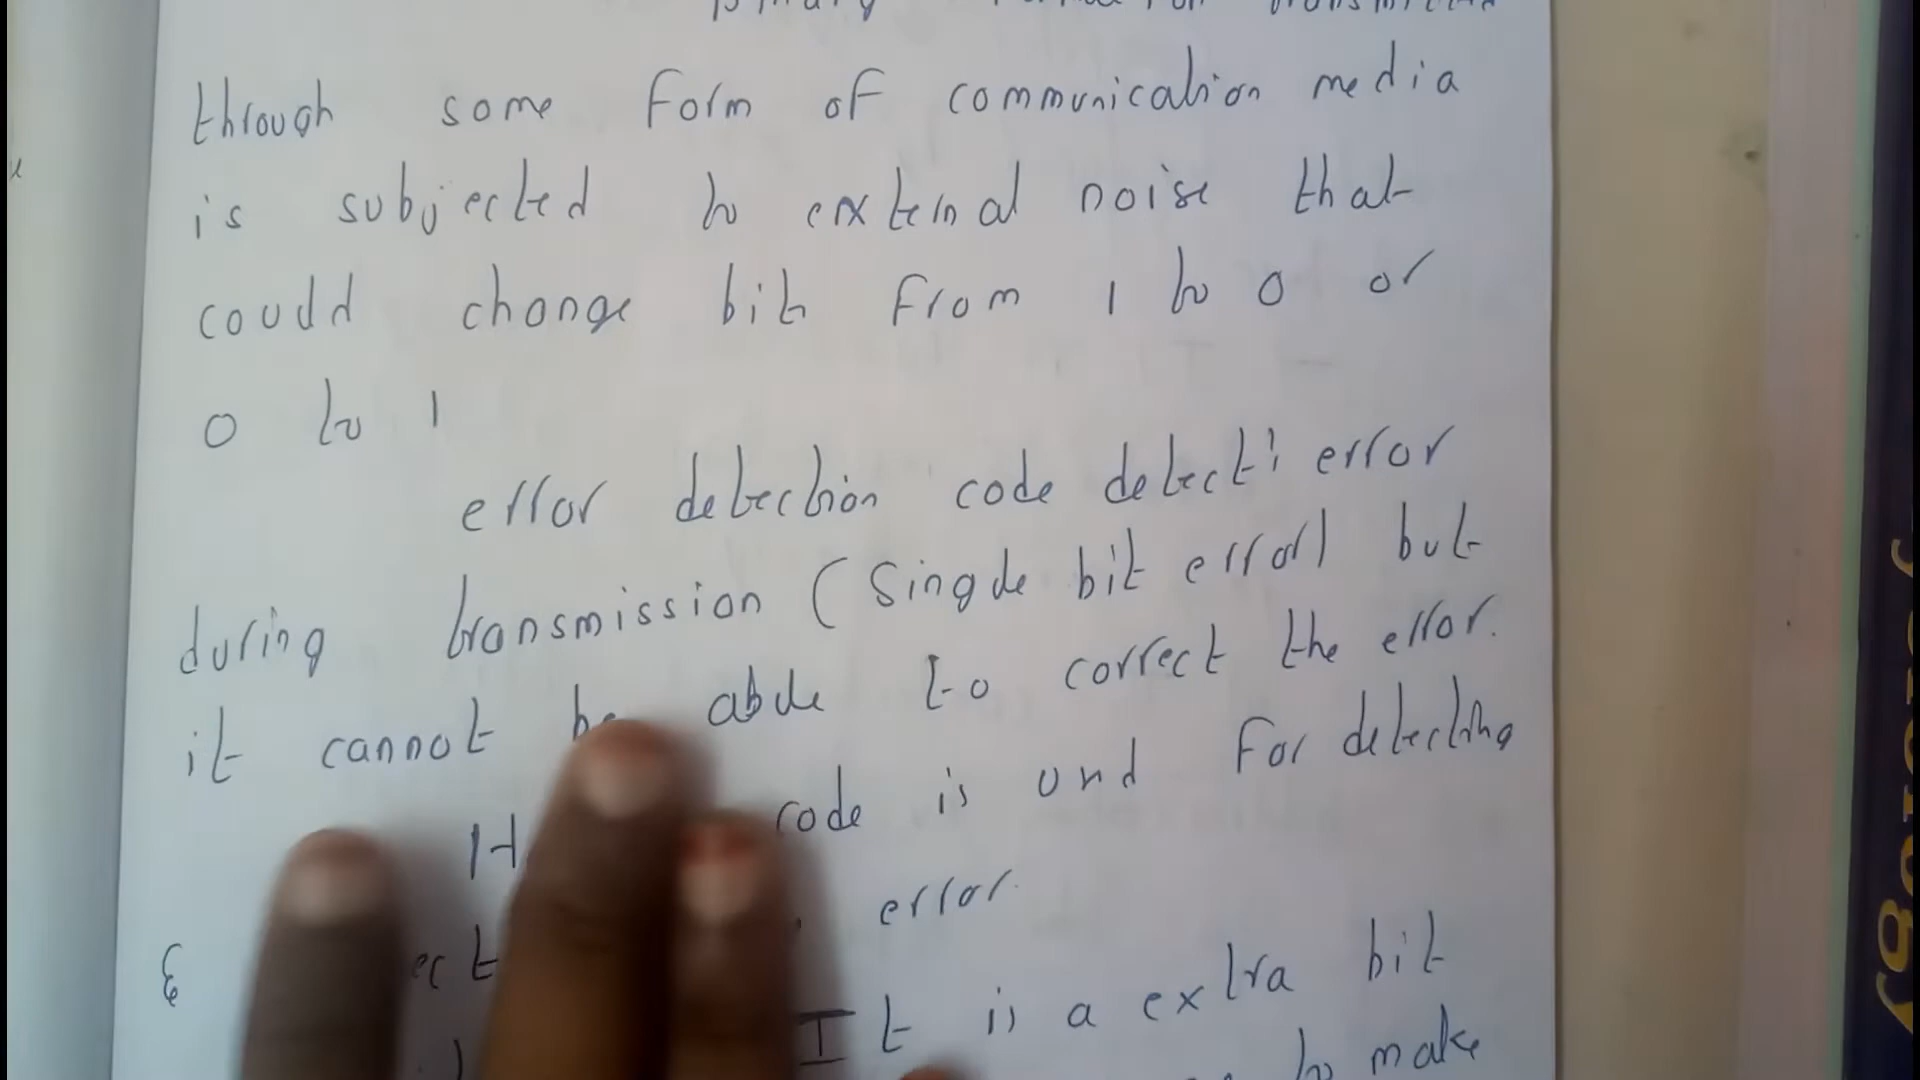 through some form of communication media
is subjected to external noise that
could change bit from 1 to 0 or
0 to 1
error detection code detect's error
during transmission (single bit error) but
it cannot be able to correct the error.
code is used for detecting
& error.
It is a extra bit
to make